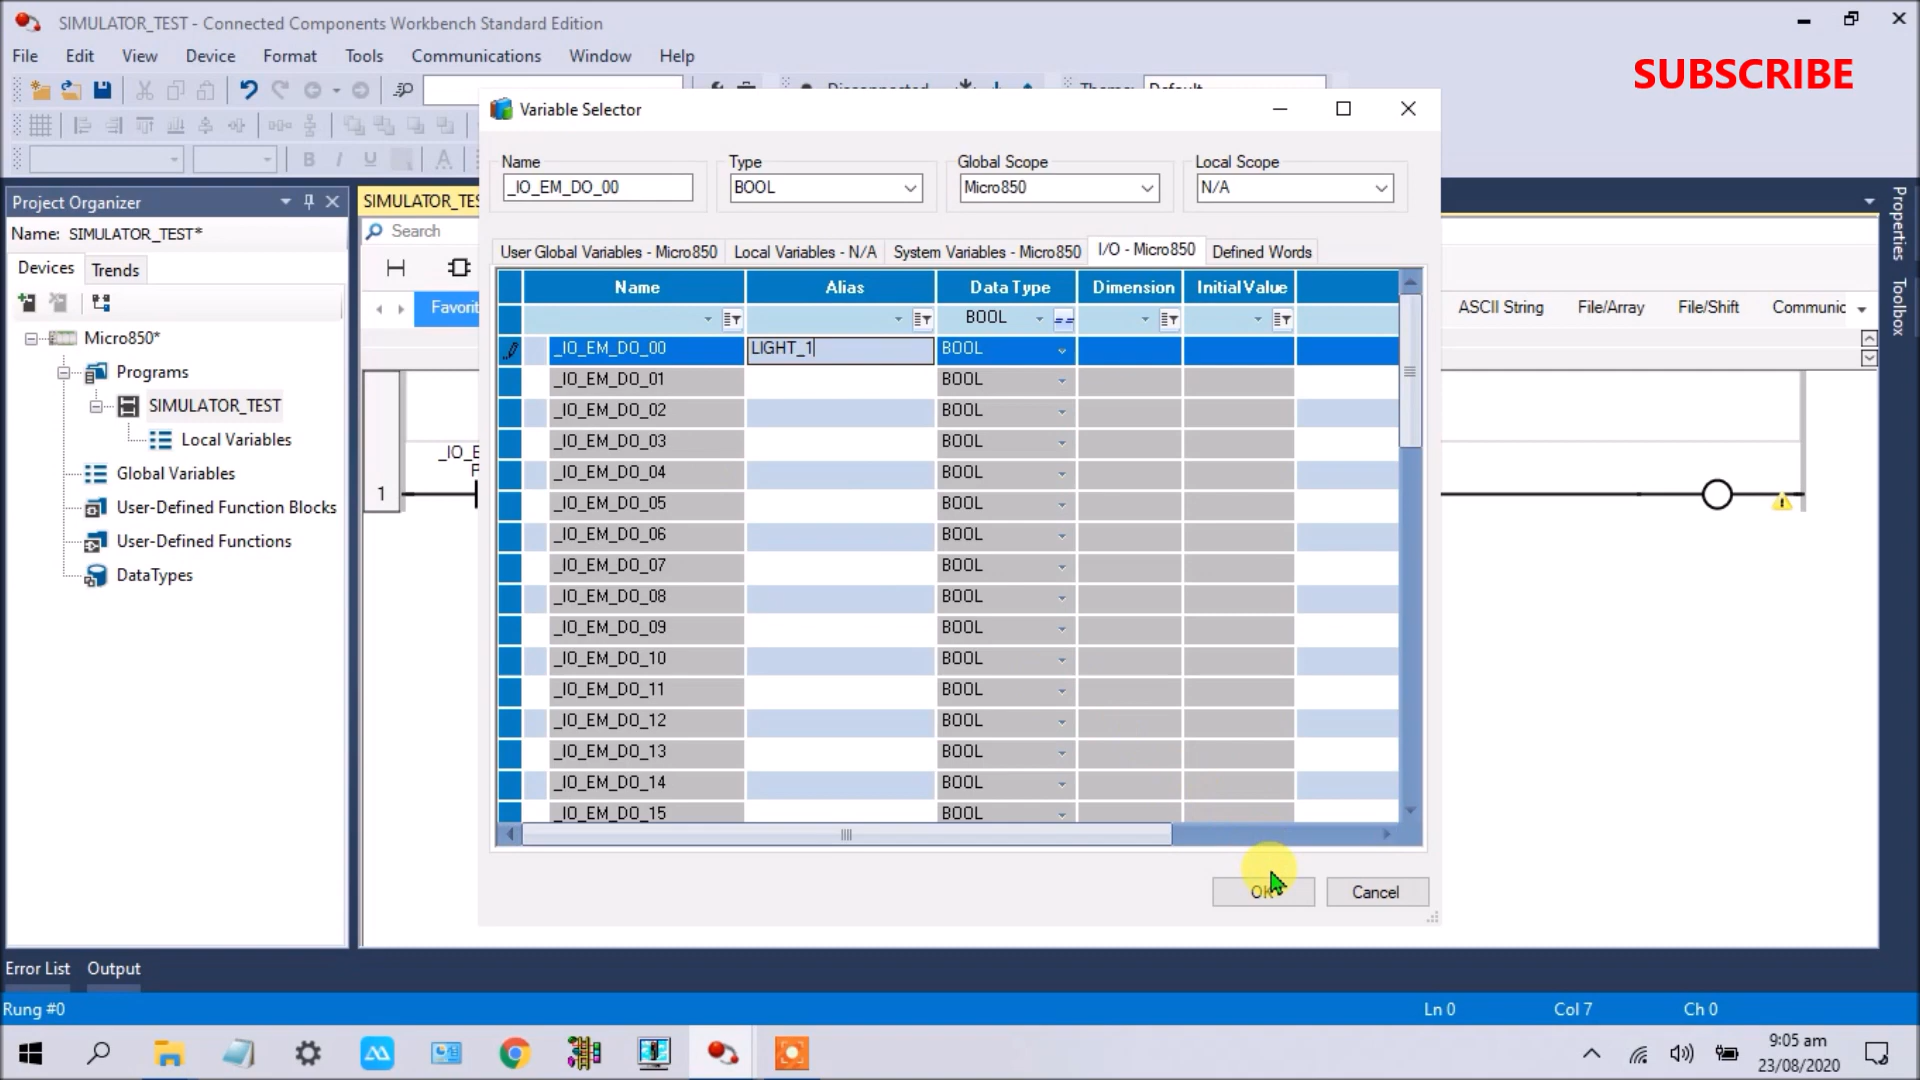 SIMULATOR_TEST - Connected Components Workbench Standard Edition
File Edit View Device Format Tools Communications Window Help
SUBSCRIBE
Variable Selector
Name Type Global Scope Local Scope
_IO_EM_DO_00 BOOL Micro850 N/A
Project Organizer
Name: SIMULATOR_TEST*
Devices Trends
Micro850*
Programs
SIMULATOR_TEST
Local Variables
Global Variables
User-Defined Function Blocks
User-Defined Functions
DataTypes
SIMULATOR_TES
Search
Favorit
1
User Global Variables - Micro850 Local Variables - N/A System Variables - Micro850 I/O - Micro850 Defined Words
Name Alias Data Type Dimension Initial Value
BOOL
_IO_EM_DO_00 LIGHT_1 BOOL
_IO_EM_DO_01 BOOL
_IO_EM_DO_02 BOOL
_IO_EM_DO_03 BOOL
_IO_EM_DO_04 BOOL
_IO_EM_DO_05 BOOL
_IO_EM_DO_06 BOOL
_IO_EM_DO_07 BOOL
_IO_EM_DO_08 BOOL
_IO_EM_DO_09 BOOL
_IO_EM_DO_10 BOOL
_IO_EM_DO_11 BOOL
_IO_EM_DO_12 BOOL
_IO_EM_DO_13 BOOL
_IO_EM_DO_14 BOOL
_IO_EM_DO_15 BOOL
OK Cancel
ASCII String File/Array File/Shift Communic
Properties
Toolbox
Error List Output
Rung #0 Ln 0 Col 7 Ch 0
9:05 am
23/08/2020